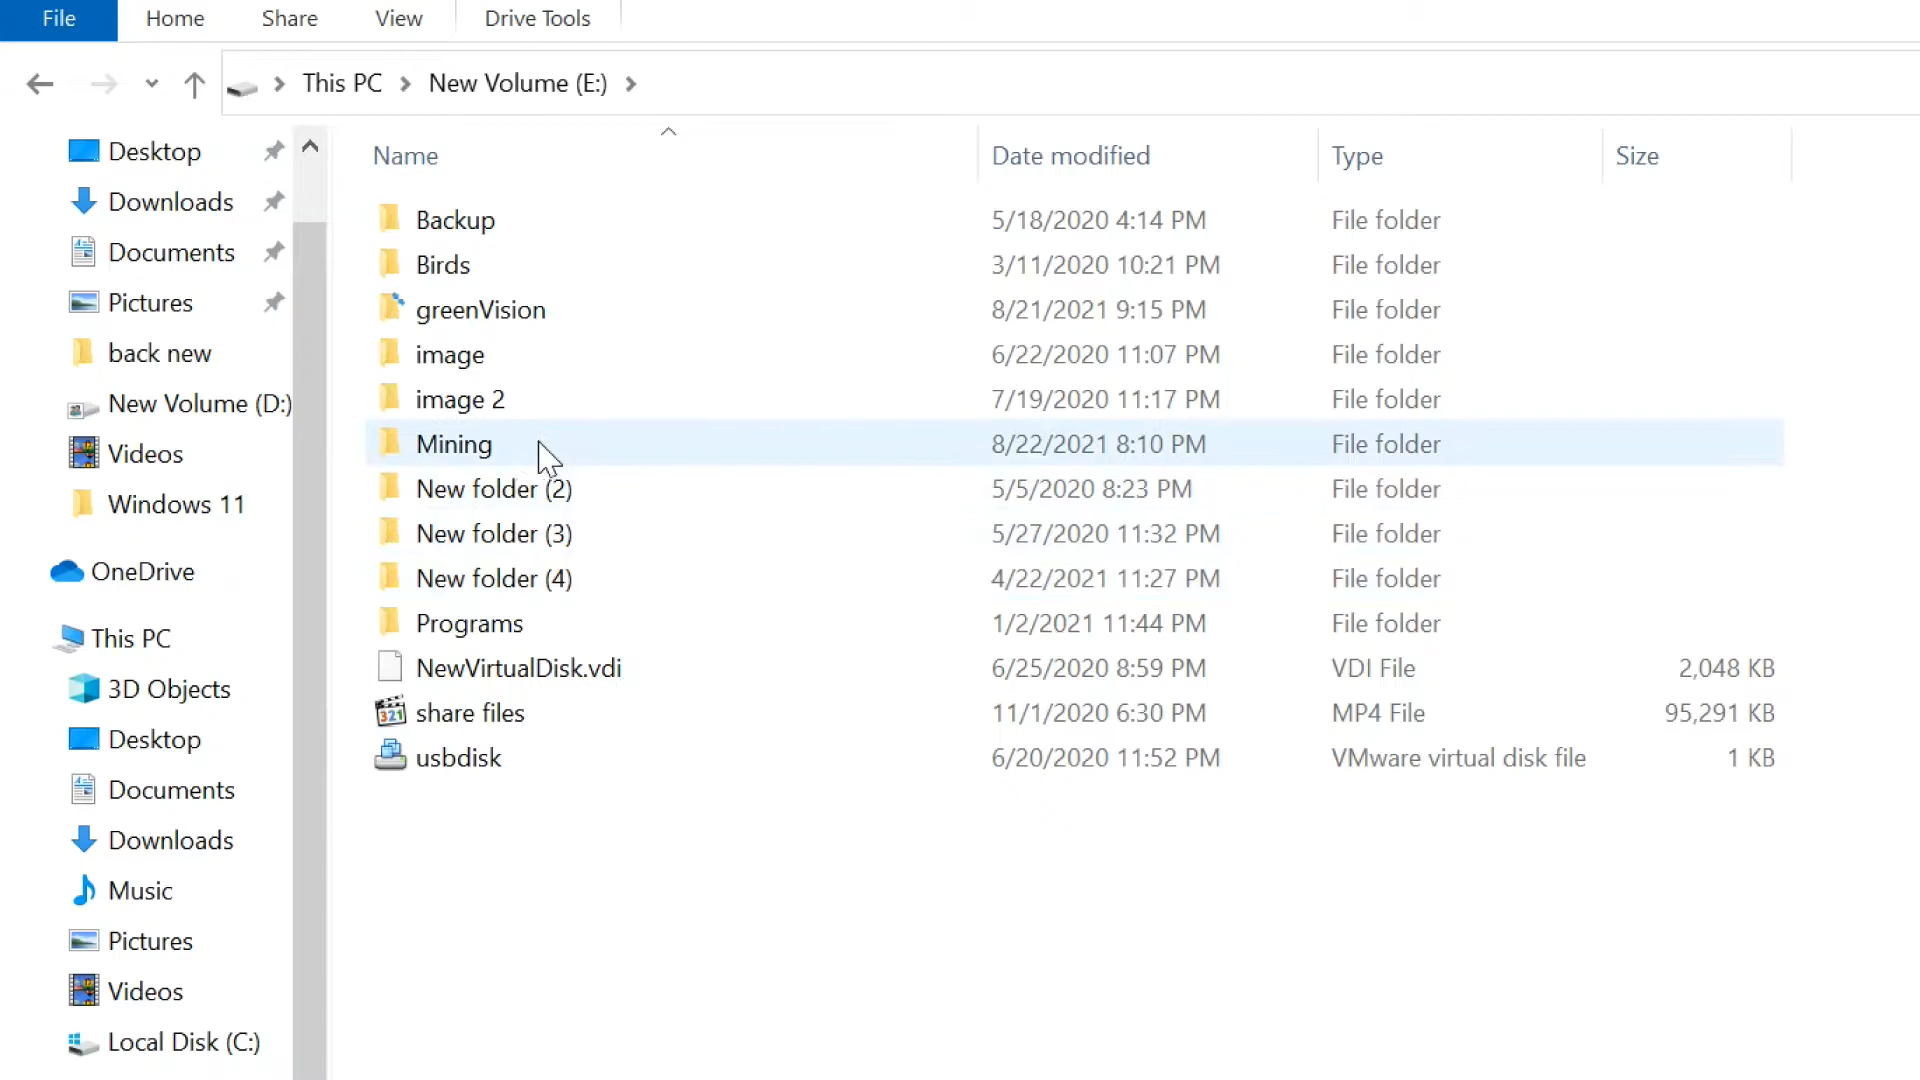 File Home Share View Drive Tools
This PC New Volume (E:)
Desktop
Downloads
Documents
Pictures
back new
New Volume (D:)
Videos
Windows 11
OneDrive
This PC
3D Objects
Desktop
Documents
Downloads
Music
Pictures
Videos
Local Disk (C:)
Name Date modified Type Size
Backup 5/18/2020 4:14 PM File folder
Birds 3/11/2020 10:21 PM File folder
greenVision 8/21/2021 9:15 PM File folder
image 6/22/2020 11:07 PM File folder
image 2 7/19/2020 11:17 PM File folder
Mining 8/22/2021 8:10 PM File folder
New folder (2) 5/5/2020 8:23 PM File folder
New folder (3) 5/27/2020 11:32 PM File folder
New folder (4) 4/22/2021 11:27 PM File folder
Programs 1/2/2021 11:44 PM File folder
NewVirtualDisk.vdi 6/25/2020 8:59 PM VDI File 2,048 KB
share files 11/1/2020 6:30 PM MP4 File 95,291 KB
usbdisk 6/20/2020 11:52 PM VMware virtual disk file 1 KB